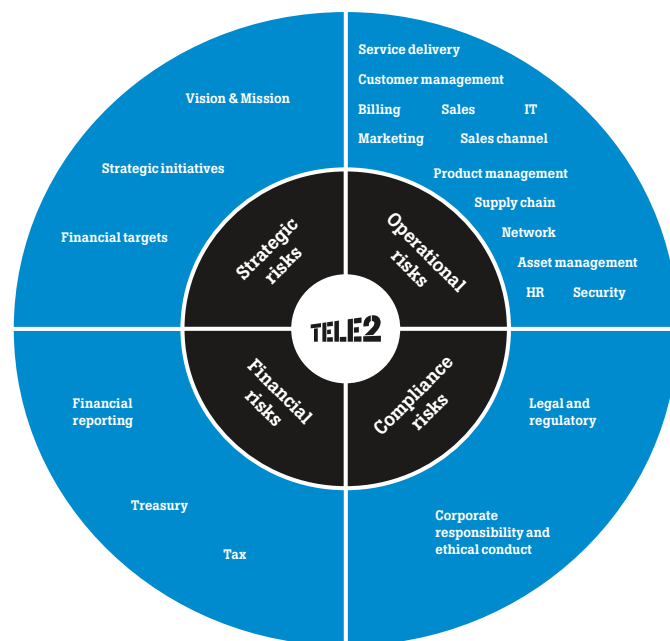 Vision & Mission
Strategic initiatives
Financial targets
Strategic
risks
Service delivery
Customer management
Billing Sales IT
Marketing Sales channel
Product management
Supply chain
Network
Asset management
HR Security
Operational
risks
TELE2
Financial
risks
Financial
reporting
Treasury
Tax
Compliance
risks
Legal and
regulatory
Corporate
responsibility and
ethical conduct